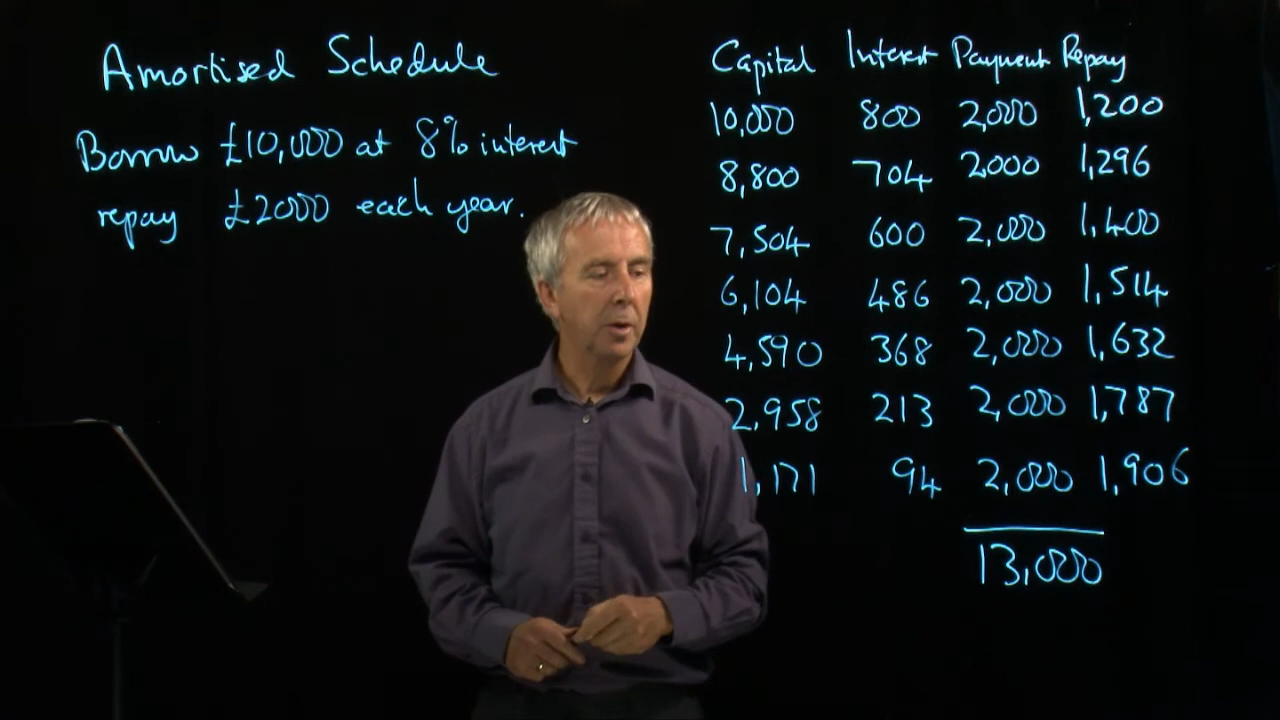 Amortised Schedule
Borrow £10,000 at 8% interest
repay £2000 each year.
Capital Interest Payment Repay
10,000 800 2,000 1,200
8,800 704 2000 1,296
7,504 600 2,000 1,400
6,104 486 2,000 1,514
4,590 368 2,000 1,632
2,958 213 2,000 1,787
1,171 94 2,000 1,906
13,000